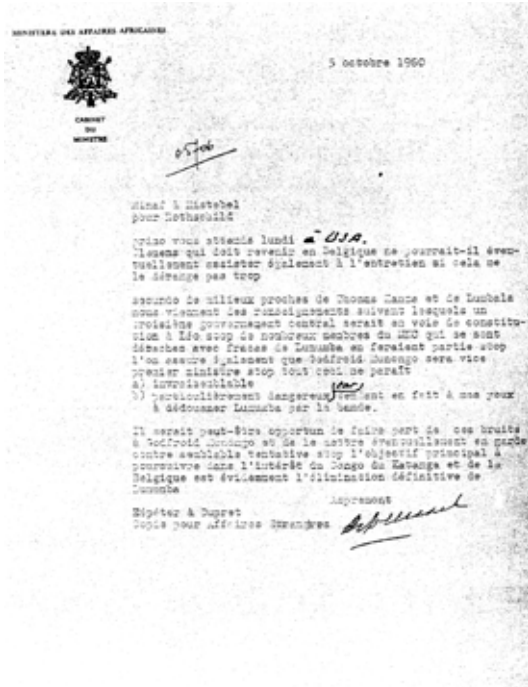 MINISTERE DES AFFAIRES AFRICAINES
5 octobre 1960
CABINET
DU
MINISTRE
05706
Minaf à Mistebel
pour Rothschild
primo vous attends lundi à USA.
Clemens qui doit revenir en Belgique ne pourrait-il éven-
tuellement assister également à l'entretien si cela ne
le dérange pas trop
secundo de milieux proches de Thomas Kanza et de Lumbala
nous viennent des renseignements suivant lesquels un
troisième gouvernement central serait en voie de constitu-
tion à Léo stop de nombreux membres du MNC qui se sont
détachés avec fracas de Lumumba en feraient partie stop
l'on assure également que Godfroid Munongo sera vice
premier ministre stop tout ceci me paraît
a) invraisemblable
b) particulièrement dangereux tendant en fait à mes yeux
à dédouaner Lumumba par la bande.
Il serait peut-être opportun de faire part de ces bruits
à Godfroid Munongo et de le mettre éventuellement en garde
contre semblable tentative stop l'objectif principal à
poursuivre dans l'intérêt du Congo du Katanga et de la
Belgique est évidemment l'élimination définitive de
Lumumba
Aspremont
Répéter à Dupret
Copie pour Affaires Etrangères